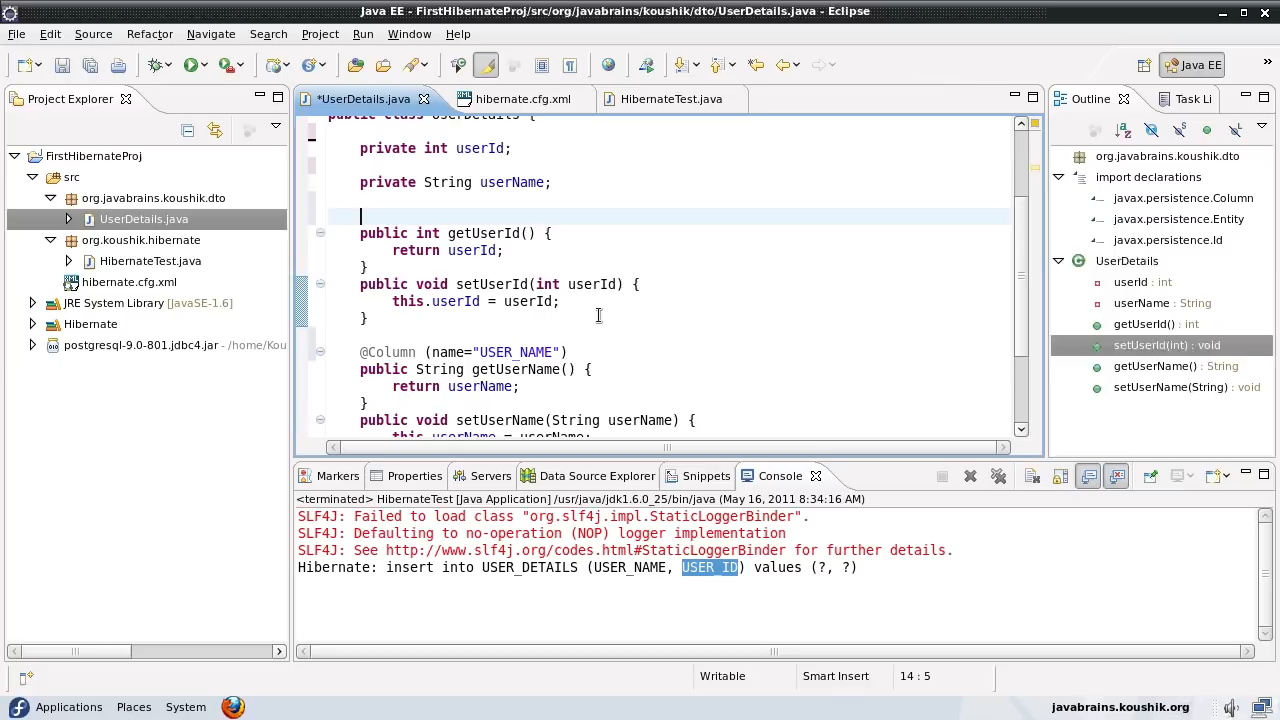 Java EE - FirstHibernateProj/src/org/javabrains/koushik/dto/UserDetails.java - Eclipse
File Edit Source Refactor Navigate Search Project Run Window Help
Java EE
Project Explorer
*UserDetails.java hibernate.cfg.xml HibernateTest.java
Outline Task Li
FirstHibernateProj
src
org.javabrains.koushik.dto
UserDetails.java
org.koushik.hibernate
HibernateTest.java
hibernate.cfg.xml
JRE System Library [JavaSE-1.6]
Hibernate
postgresql-9.0-801.jdbc4.jar - /home/Kou
public class UserDetails {
private int userId;
private String userName;
public int getUserId() {
return userId;
}
public void setUserId(int userId) {
this.userId = userId;
}
@Column (name="USER_NAME")
public String getUserName() {
return userName;
}
public void setUserName(String userName) {
this.userName = userName;
org.javabrains.koushik.dto
import declarations
javax.persistence.Column
javax.persistence.Entity
javax.persistence.Id
UserDetails
userId : int
userName : String
getUserId() : int
setUserId(int) : void
getUserName() : String
setUserName(String) : void
Markers Properties Servers Data Source Explorer Snippets Console
<terminated> HibernateTest [Java Application] /usr/java/jdk1.6.0_25/bin/java (May 16, 2011 8:34:16 AM)
SLF4J: Failed to load class "org.slf4j.impl.StaticLoggerBinder".
SLF4J: Defaulting to no-operation (NOP) logger implementation
SLF4J: See http://www.slf4j.org/codes.html#StaticLoggerBinder for further details.
Hibernate: insert into USER_DETAILS (USER_NAME, USER_ID) values (?, ?)
Writable Smart Insert 14 : 5
Applications Places System javabrains.koushik.org